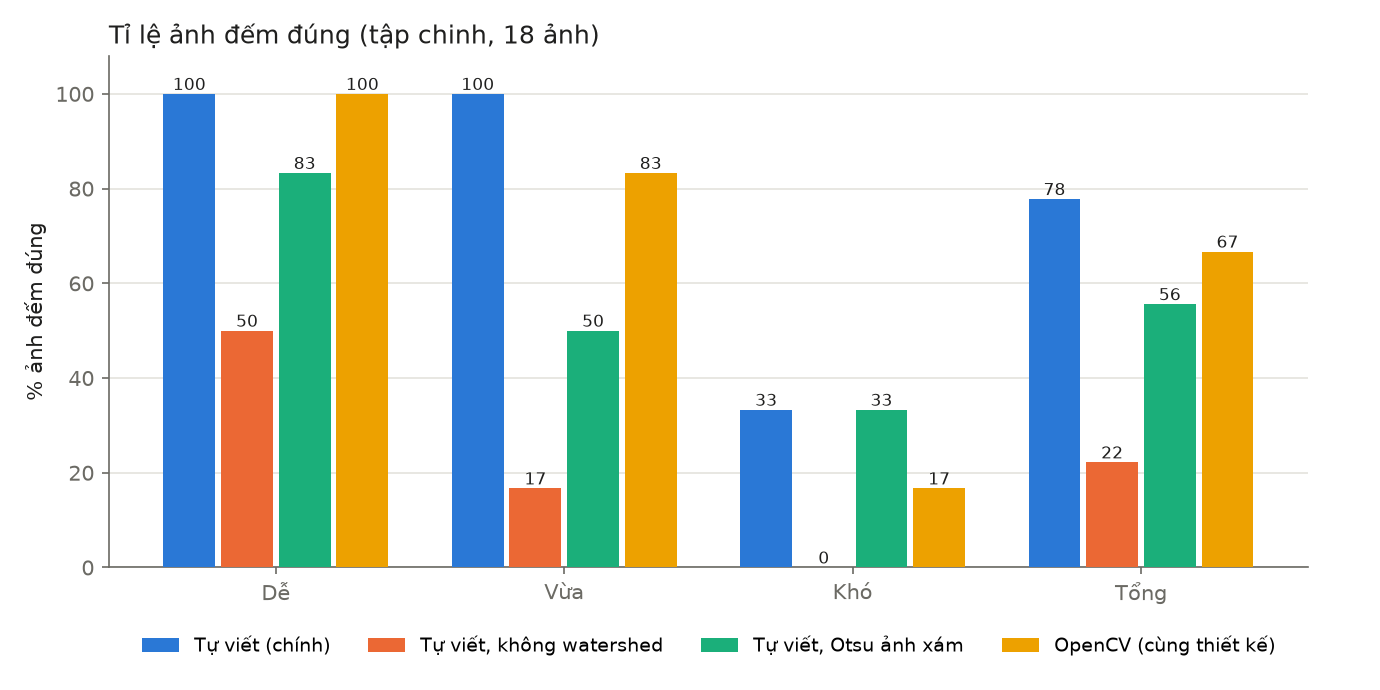 Tỉ lệ ảnh đếm đúng (tập chinh, 18 ảnh)
% ảnh đếm đúng
100
80
60
40
20
0
100
50
83
100
100
17
50
83
33
0
33
17
78
22
56
67
Dễ
Vừa
Khó
Tổng
Tự viết (chính)
Tự viết, không watershed
Tự viết, Otsu ảnh xám
OpenCV (cùng thiết kế)